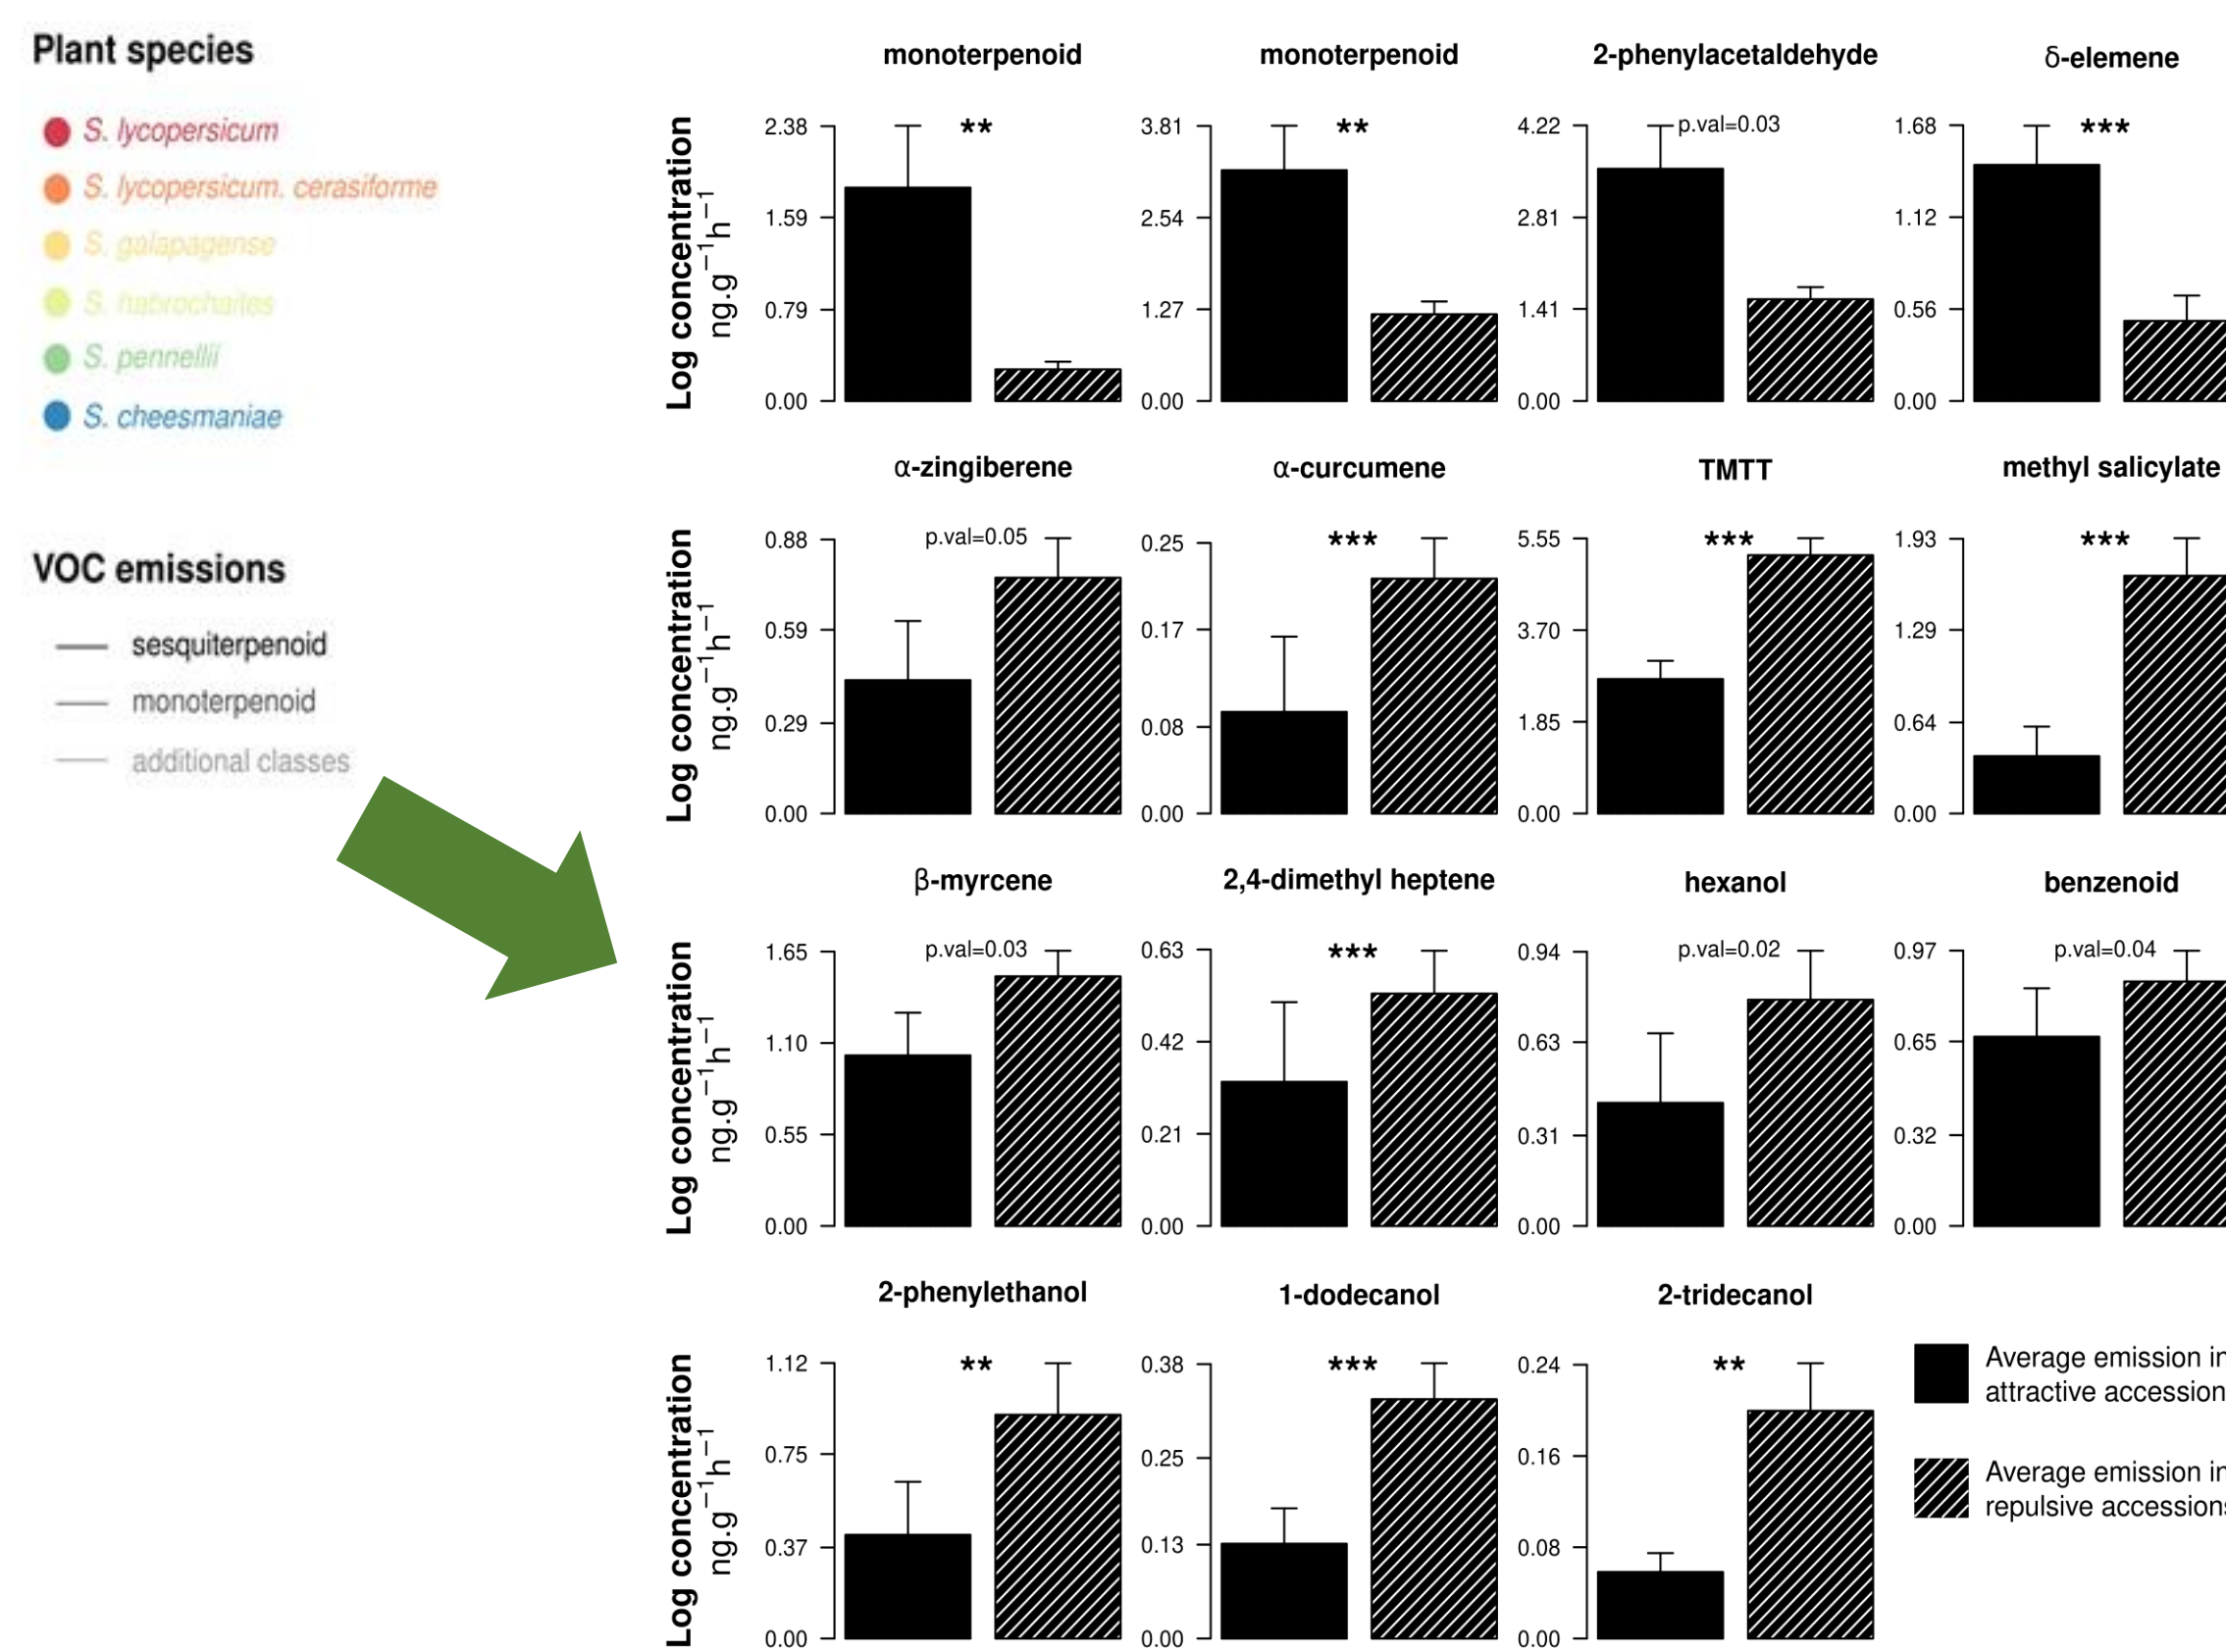 Plant species
S. lycopersicum
S. lycopersicum. cerasiforme
S. galapagense
S. habrochaites
S. pennellii
S. cheesmaniae
VOC emissions
sesquiterpenoid
monoterpenoid
additional classes
monoterpenoid
Log concentration
ng.g⁻¹h⁻¹
2.38
1.59
0.79
0.00
**
monoterpenoid
3.81
2.54
1.27
0.00
**
2-phenylacetaldehyde
4.22
2.81
1.41
0.00
p.val=0.03
δ-elemene
1.68
1.12
0.56
0.00
***
α-zingiberene
Log concentration
ng.g⁻¹h⁻¹
0.88
0.59
0.29
0.00
p.val=0.05
α-curcumene
0.25
0.17
0.08
0.00
***
TMTT
5.55
3.70
1.85
0.00
***
methyl salicylate
1.93
1.29
0.64
0.00
***
β-myrcene
Log concentration
ng.g⁻¹h⁻¹
1.65
1.10
0.55
0.00
p.val=0.03
2,4-dimethyl heptene
0.63
0.42
0.21
0.00
***
hexanol
0.94
0.63
0.31
0.00
p.val=0.02
benzenoid
0.97
0.65
0.32
0.00
p.val=0.04
2-phenylethanol
Log concentration
ng.g⁻¹h⁻¹
1.12
0.75
0.37
0.00
**
1-dodecanol
0.38
0.25
0.13
0.00
***
2-tridecanol
0.24
0.16
0.08
0.00
**
Average emission in
attractive accession
Average emission in
repulsive accessions